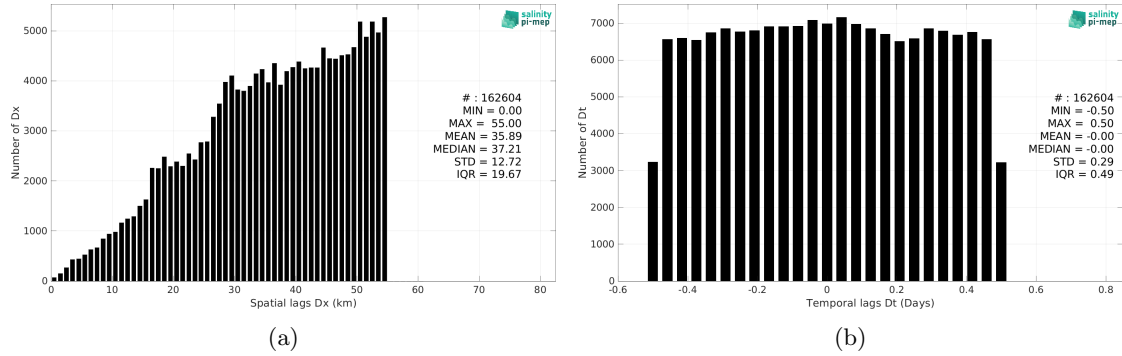 salinity
pi-mep
Number of Dx
5000
4000
3000
2000
1000
0
# : 162604
MIN = 0.00
MAX = 55.00
MEAN = 35.89
MEDIAN = 37.21
STD = 12.72
IQR = 19.67
0 10 20 30 40 50 60 70 80
Spatial lags Dx (km)
(a)
salinity
pi-mep
Number of Dt
7000
6000
5000
4000
3000
2000
1000
0
# : 162604
MIN = -0.50
MAX = 0.50
MEAN = -0.00
MEDIAN = -0.00
STD = 0.29
IQR = 0.49
-0.6 -0.4 -0.2 0 0.2 0.4 0.6 0.8
Temporal lags Dt (Days)
(b)